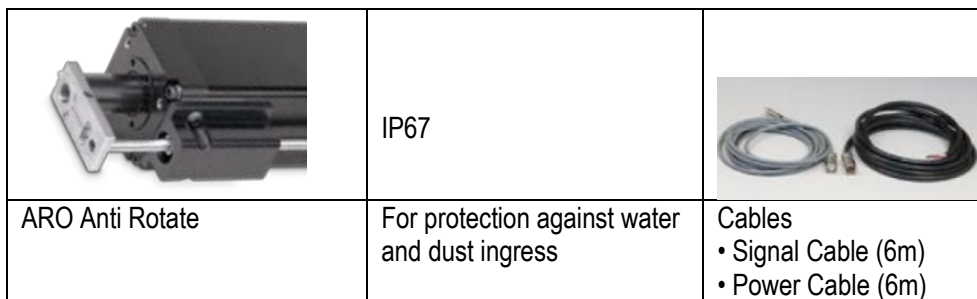 IP67
ARO Anti Rotate
For protection against water
and dust ingress
Cables
• Signal Cable (6m)
• Power Cable (6m)